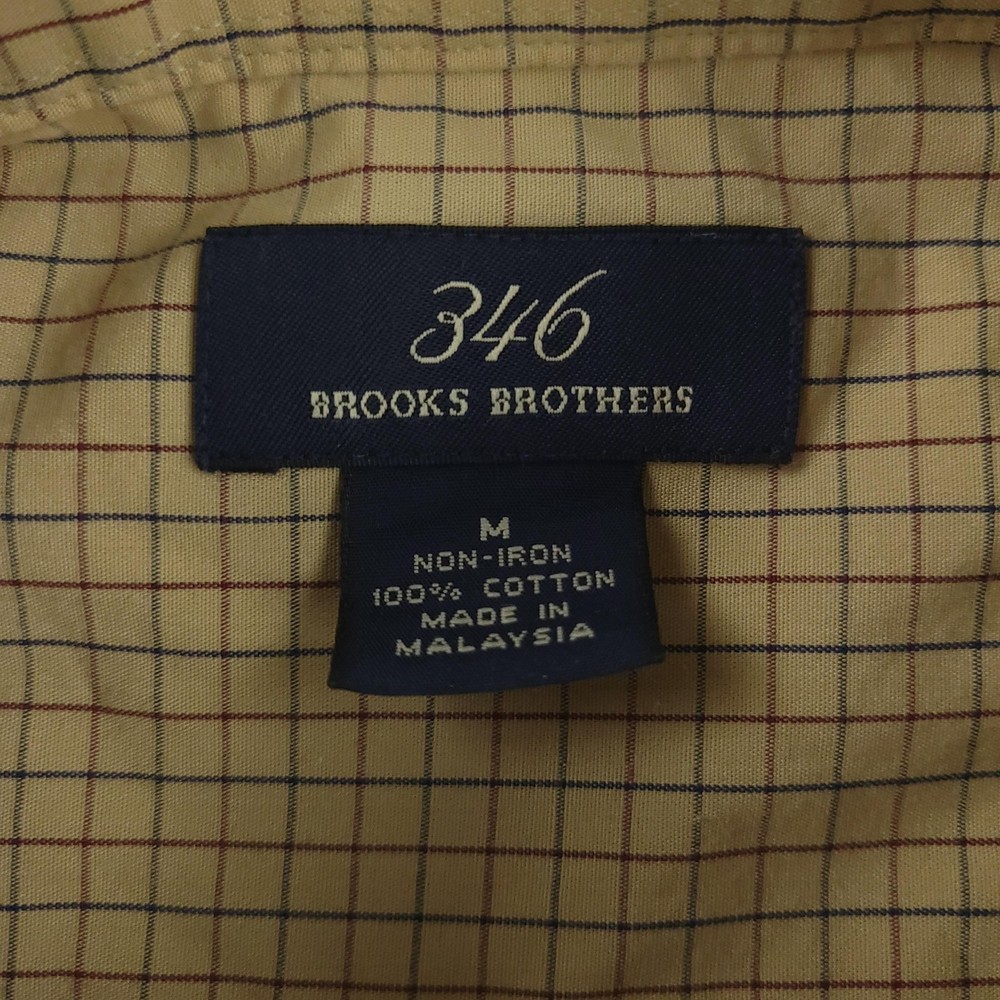 346
BROOKS BROTHERS
M
NON-IRON
100% COTTON
MADE IN
MALAYSIA